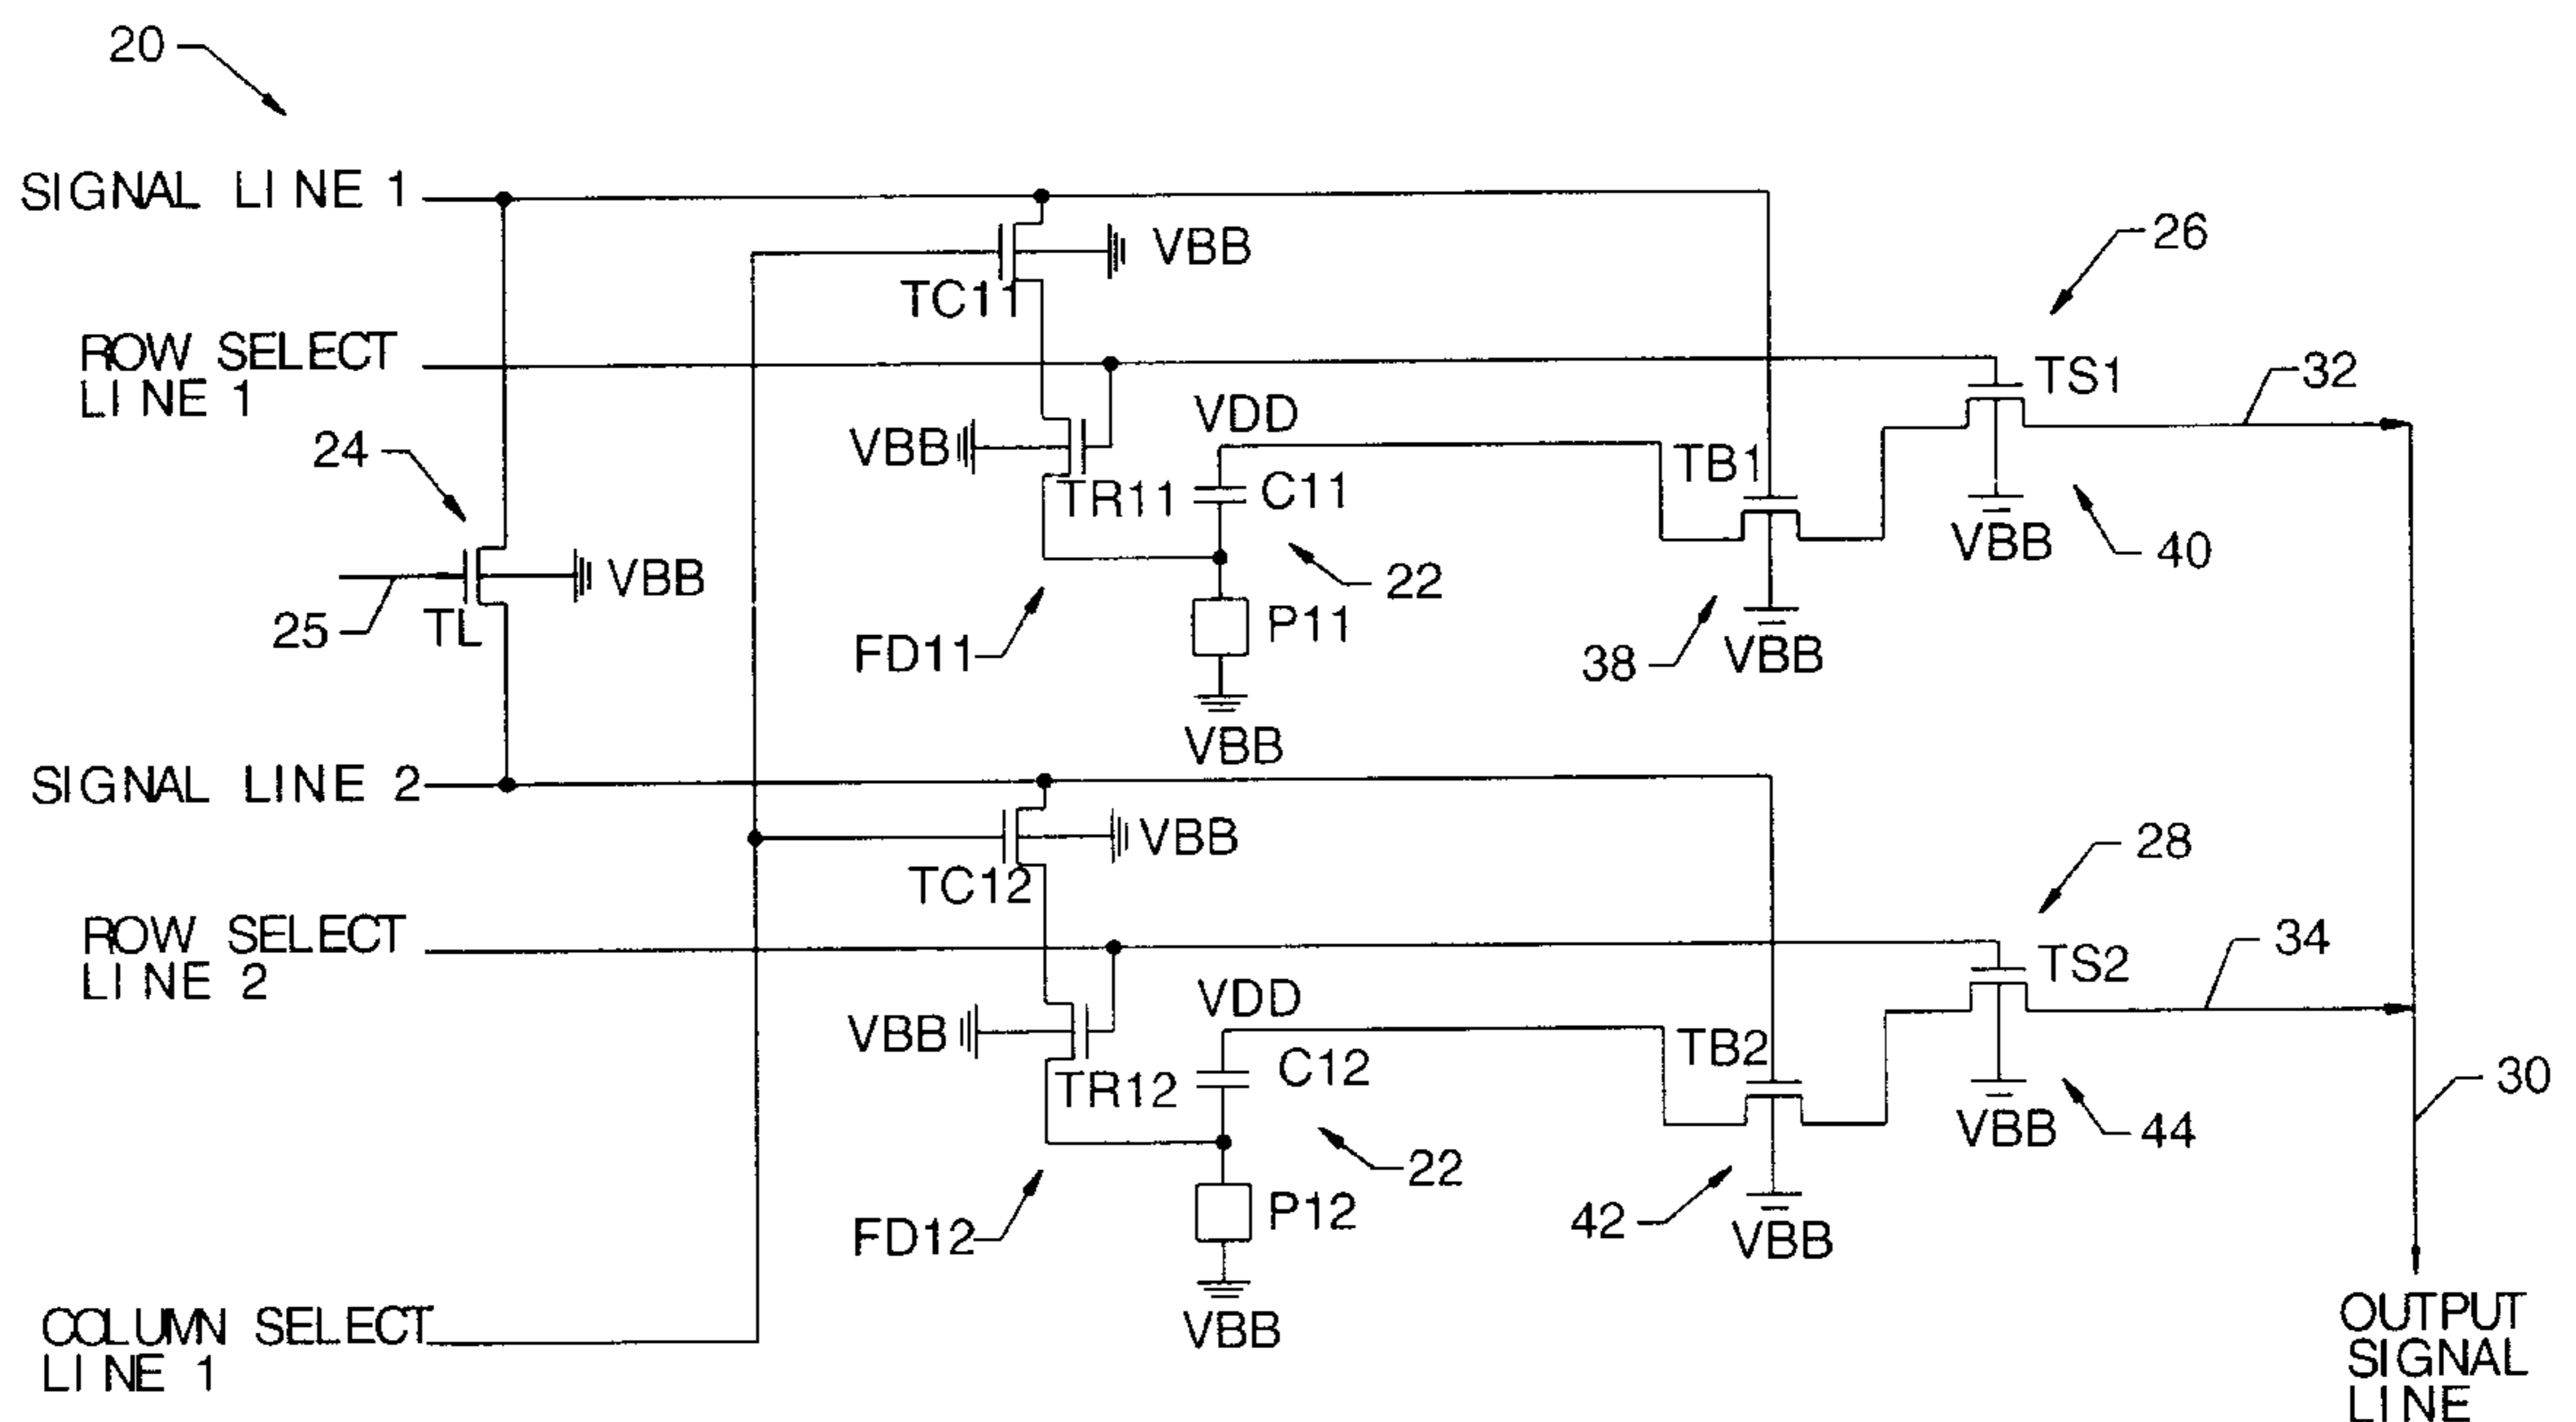 20
SIGNAL LINE 1
VBB
26
TC11
ROW SELECT
LINE 1
TS1
32
VDD
24
VBB
TB1
C11
TR11
VBB
40
VBB
22
25
TL
P11
FD11
38
VBB
VBB
SIGNAL LINE 2
VBB
28
TC12
ROW SELECT
LINE 2
34
TS2
VDD
VBB
TB2
C12
30
TR12
VBB
44
22
P12
42
FD12
VBB
VBB
COLUMN SELECT
LINE 1
OUTPUT
SIGNAL
LINE